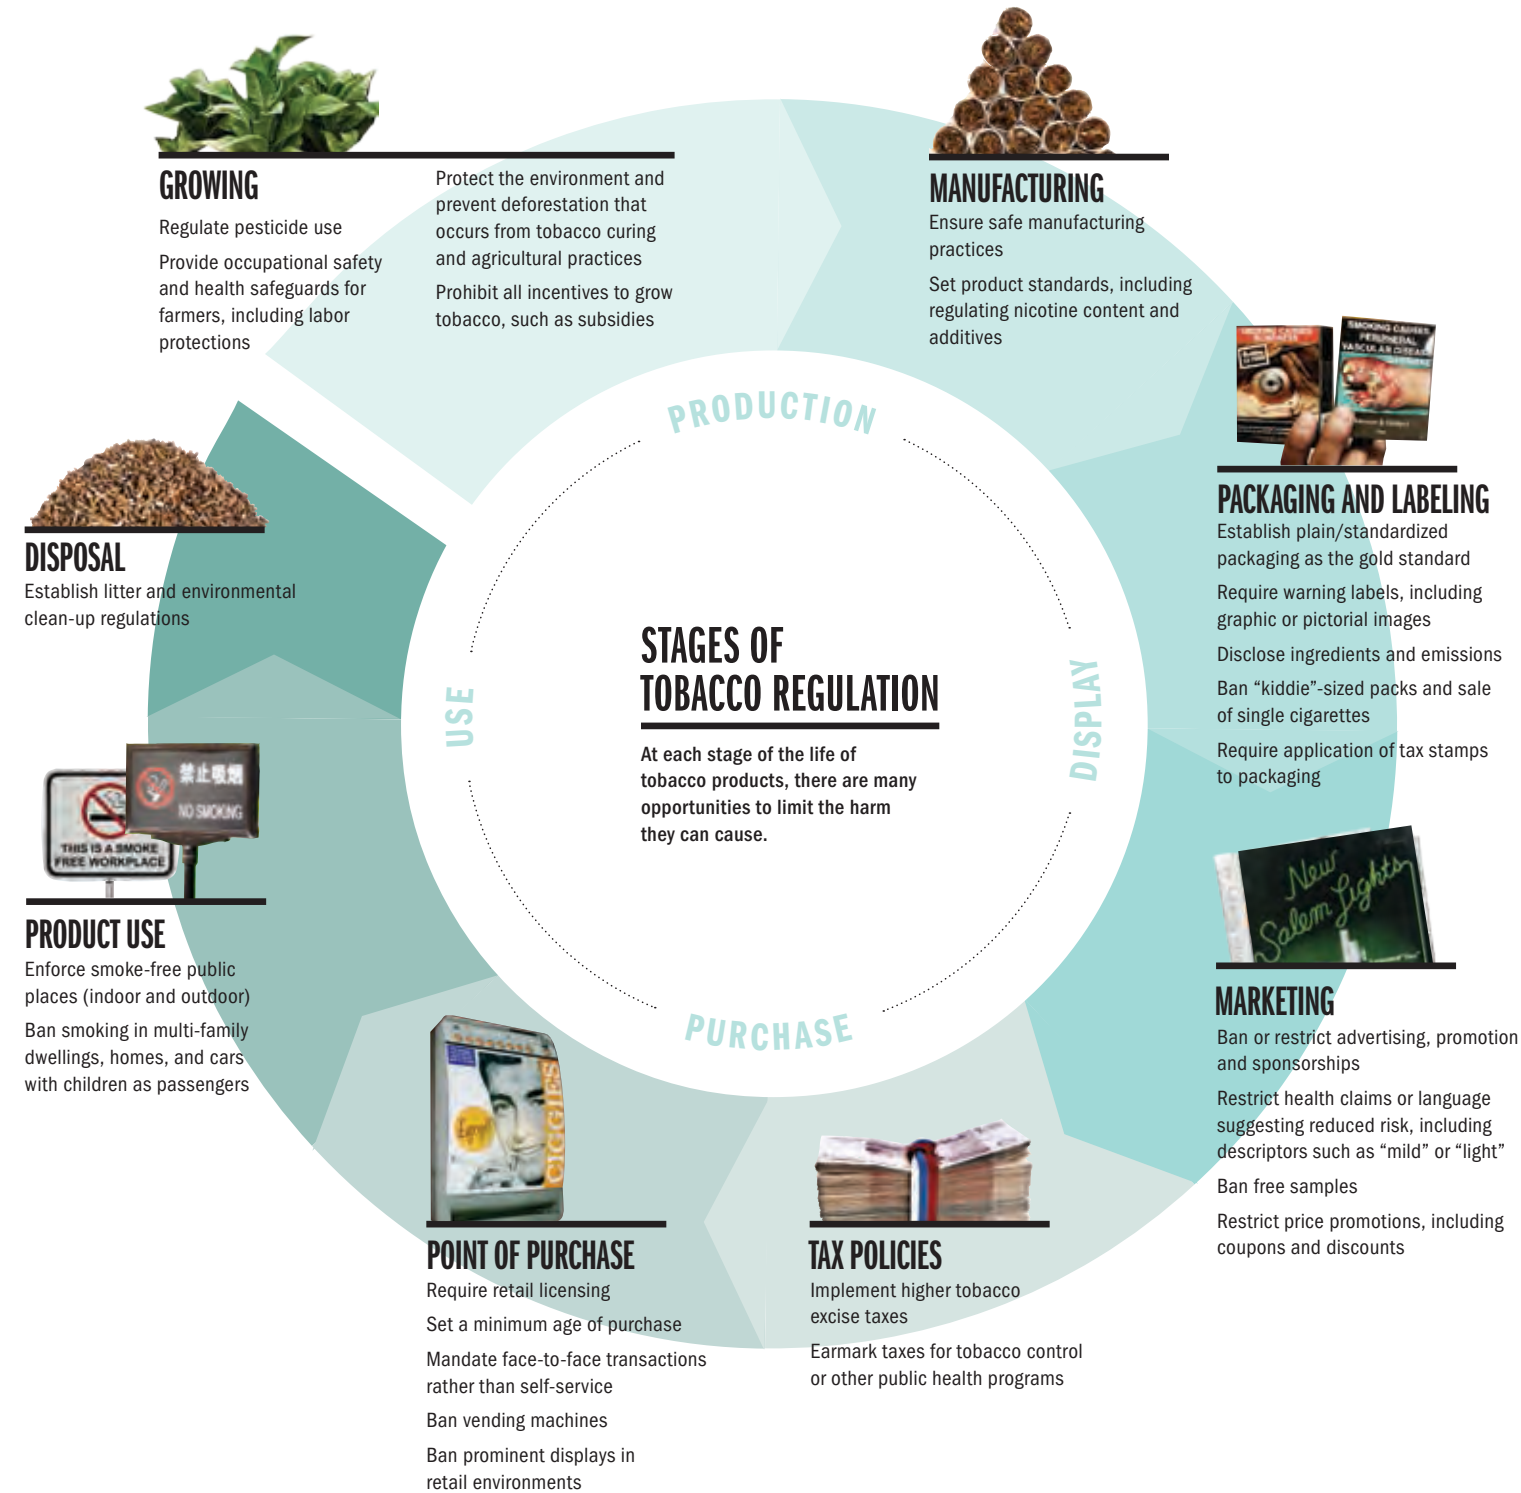 GROWING
Regulate pesticide use
Provide occupational safety
and health safeguards for
farmers, including labor
protections
Protect the environment and
prevent deforestation that
occurs from tobacco curing
and agricultural practices
Prohibit all incentives to grow
tobacco, such as subsidies
MANUFACTURING
Ensure safe manufacturing
practices
Set product standards, including
regulating nicotine content and
additives
SMOKING CAUSES
BLINDNESS
SMOKING CAUSES
PERIPHERAL
VASCULAR DISEASE
PACKAGING AND LABELING
Establish plain/standardized
packaging as the gold standard
Require warning labels, including
graphic or pictorial images
Disclose ingredients and emissions
Ban “kiddie”-sized packs and sale
of single cigarettes
Require application of tax stamps
to packaging
New
Salem Lights
MARKETING
Ban or restrict advertising, promotion
and sponsorships
Restrict health claims or language
suggesting reduced risk, including
descriptors such as “mild” or “light”
Ban free samples
Restrict price promotions, including
coupons and discounts
TAX POLICIES
Implement higher tobacco
excise taxes
Earmark taxes for tobacco control
or other public health programs
CIGGIES
POINT OF PURCHASE
Require retail licensing
Set a minimum age of purchase
Mandate face-to-face transactions
rather than self-service
Ban vending machines
Ban prominent displays in
retail environments
禁止吸烟
NO SMOKING
THIS IS A SMOKE
FREE WORKPLACE
PRODUCT USE
Enforce smoke-free public
places (indoor and outdoor)
Ban smoking in multi-family
dwellings, homes, and cars
with children as passengers
DISPOSAL
Establish litter and environmental
clean-up regulations
PRODUCTION
DISPLAY
PURCHASE
USE
STAGES OF
TOBACCO REGULATION
At each stage of the life of
tobacco products, there are many
opportunities to limit the harm
they can cause.